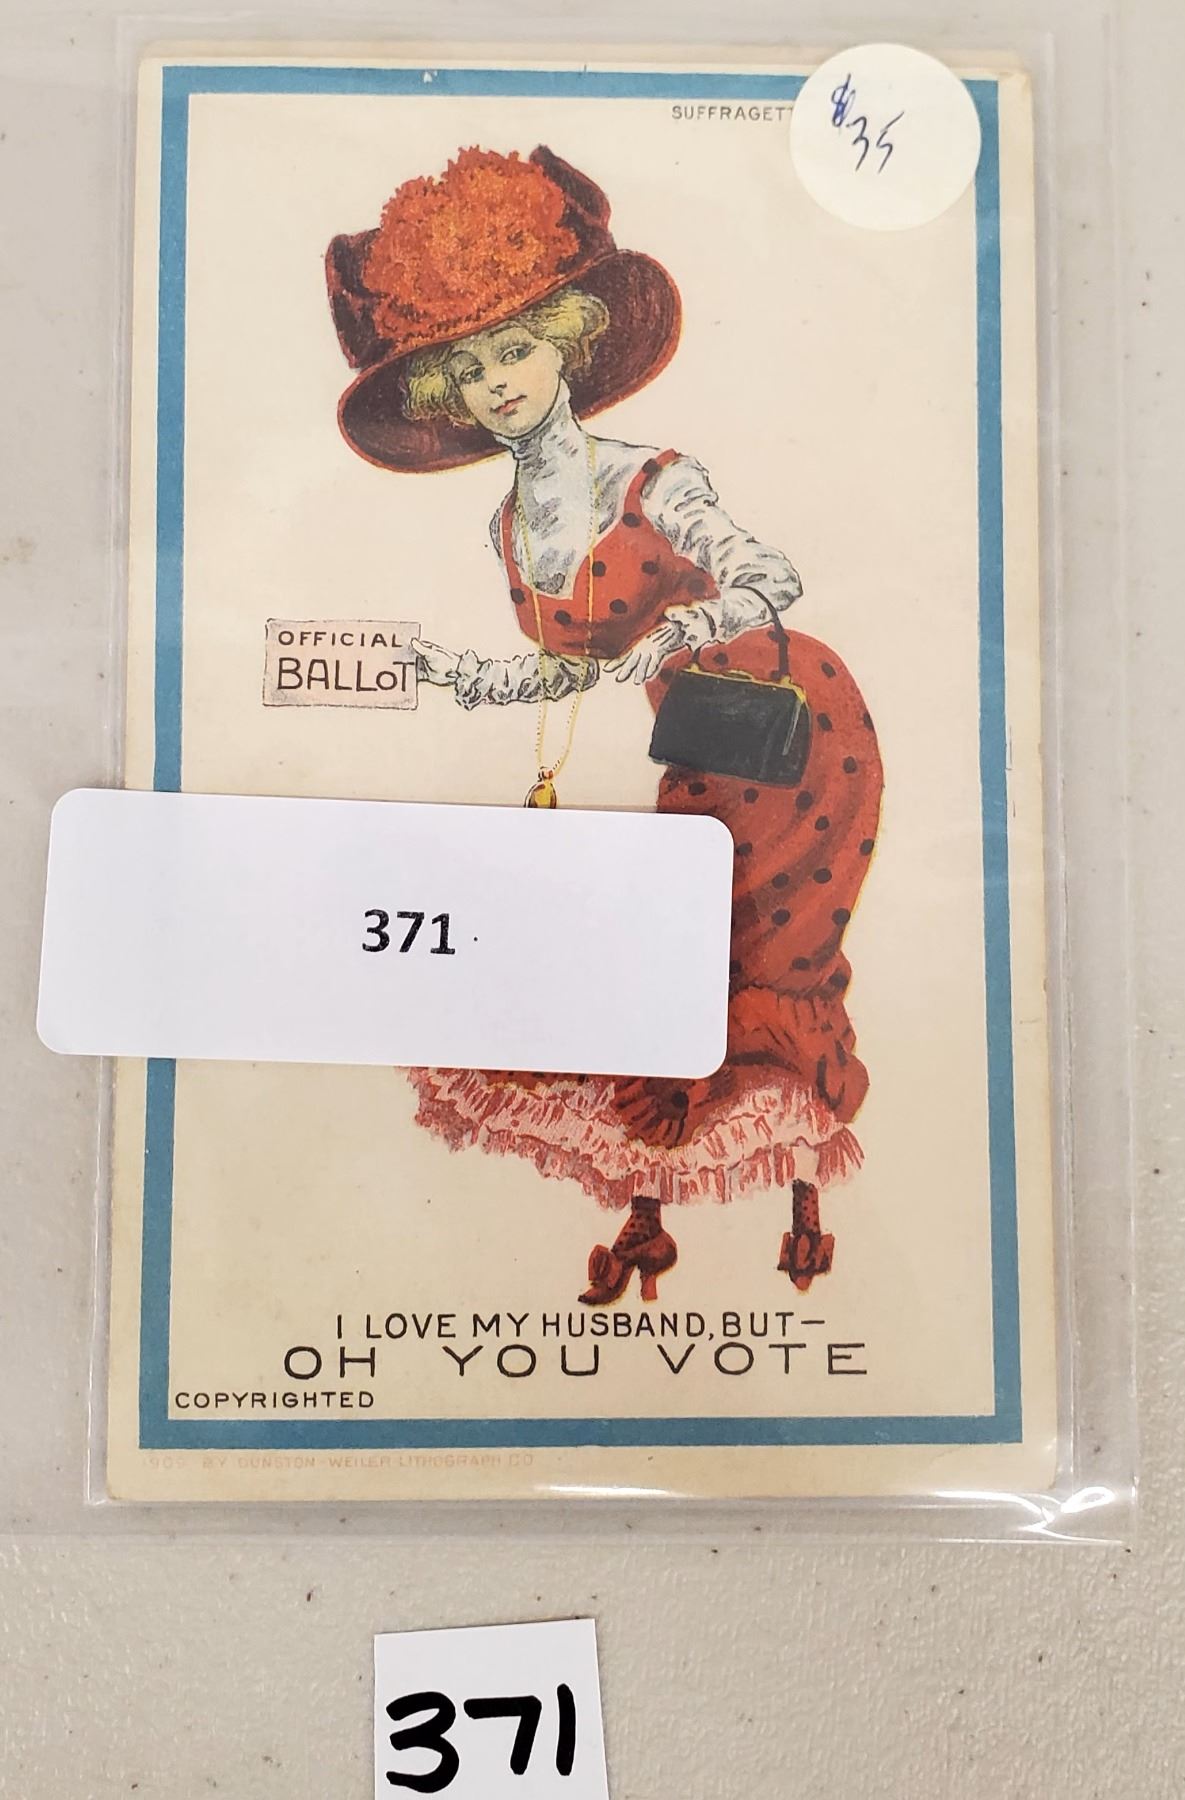 SUFFRAGETT
$35
OFFICIAL
BALLOT
371
I LOVE MY HUSBAND, BUT—
OH YOU VOTE
COPYRIGHTED
1909 BY DUNSTON-WEILER LITHOGRAPH CO
371